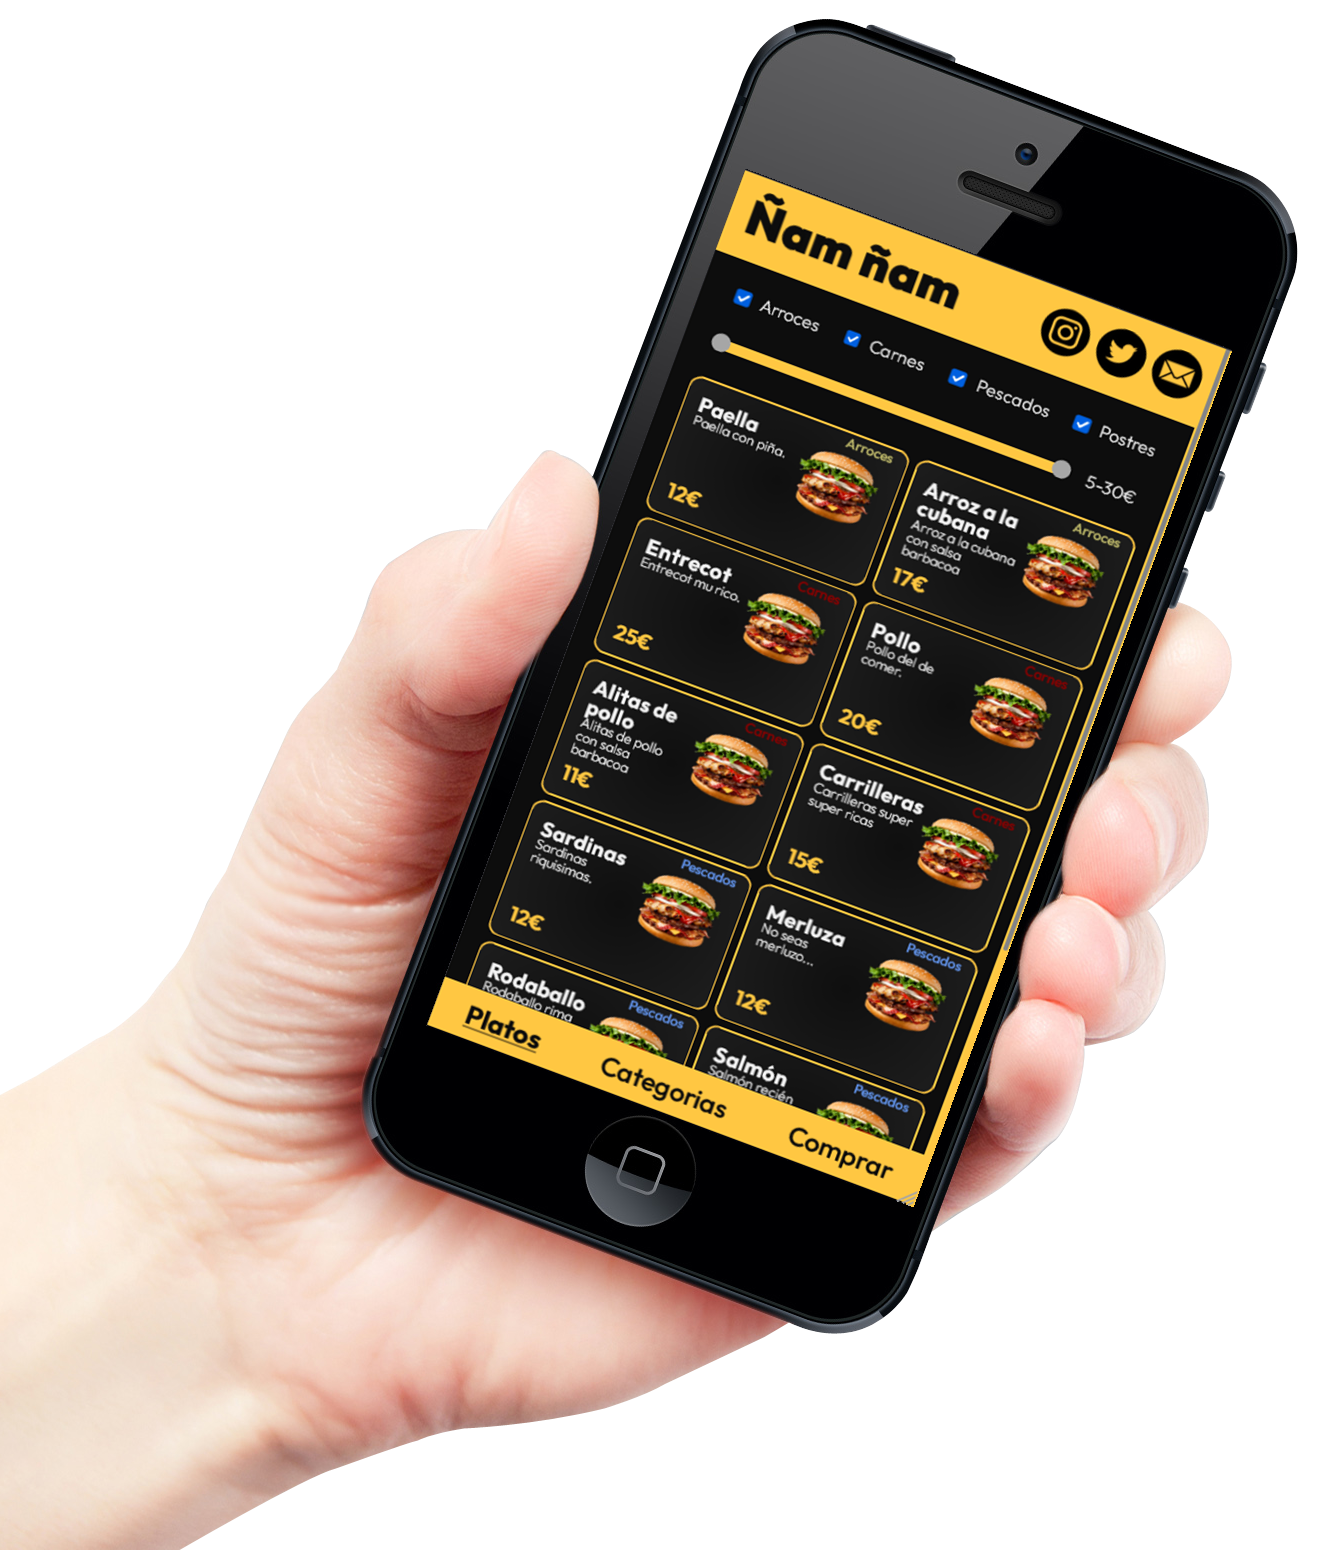 Ñam ñam
Arroces
Carnes
Pescados
Postres
5-30€
Paella
Arroces
Paella con piña.
12€
Arroz a la
cubana
Arroces
Arroz a la cubana
con salsa
barbacoa
17€
Entrecot
Carnes
Entrecot mu rico.
25€
Pollo
Carnes
Pollo del de
comer.
20€
Alitas de
pollo
Carnes
Alitas de pollo
con salsa
barbacoa
11€
Carrilleras
Carnes
Carrilleras super
super ricas
15€
Sardinas
Pescados
Sardinas
riquisimas.
12€
Merluza
Pescados
No seas
merluzo...
12€
Rodaballo
Pescados
Rodaballo rima
Salmón
Pescados
Salmón recién
Platos
Categorias
Comprar